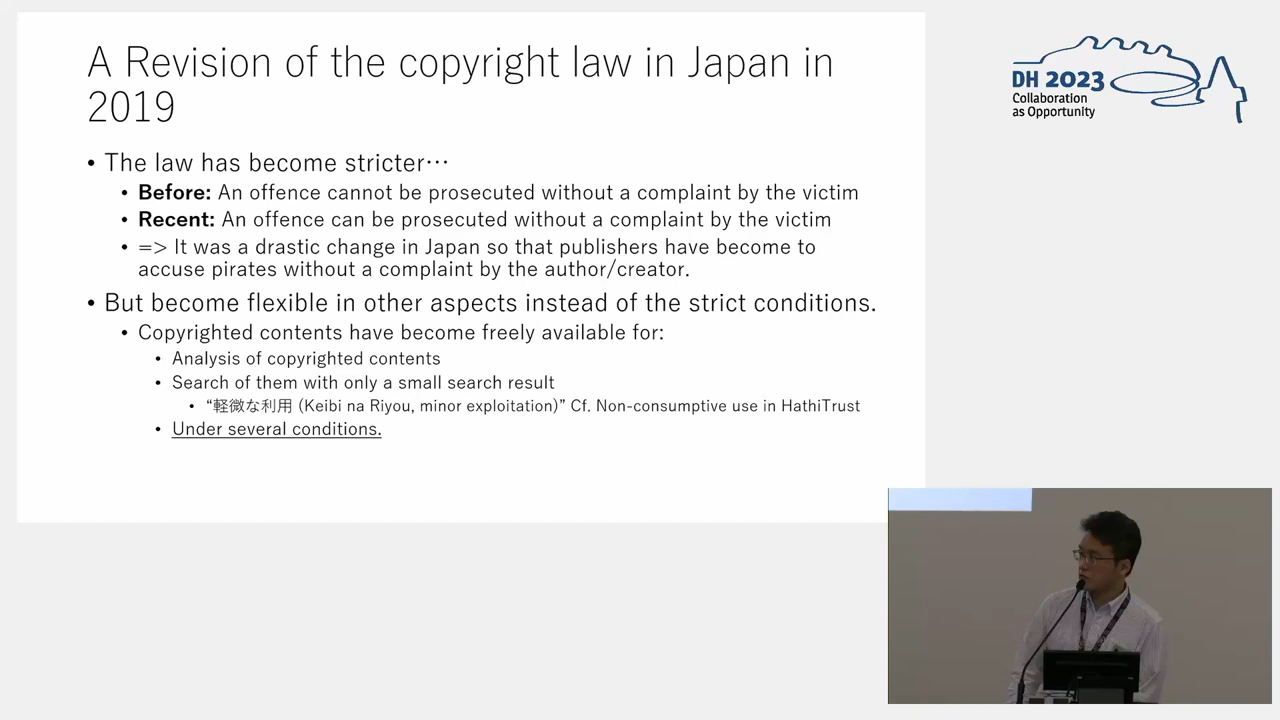 A Revision of the copyright law in Japan in
2019
• The law has become stricter…
• Before: An offence cannot be prosecuted without a complaint by the victim
• Recent: An offence can be prosecuted without a complaint by the victim
• => It was a drastic change in Japan so that publishers have become to
accuse pirates without a complaint by the author/creator.
• But become flexible in other aspects instead of the strict conditions.
• Copyrighted contents have become freely available for:
• Analysis of copyrighted contents
• Search of them with only a small search result
• “軽微な利用 (Keibi na Riyou, minor exploitation)” Cf. Non-consumptive use in HathiTrust
• Under several conditions.
DH 2023
Collaboration
as Opportunity